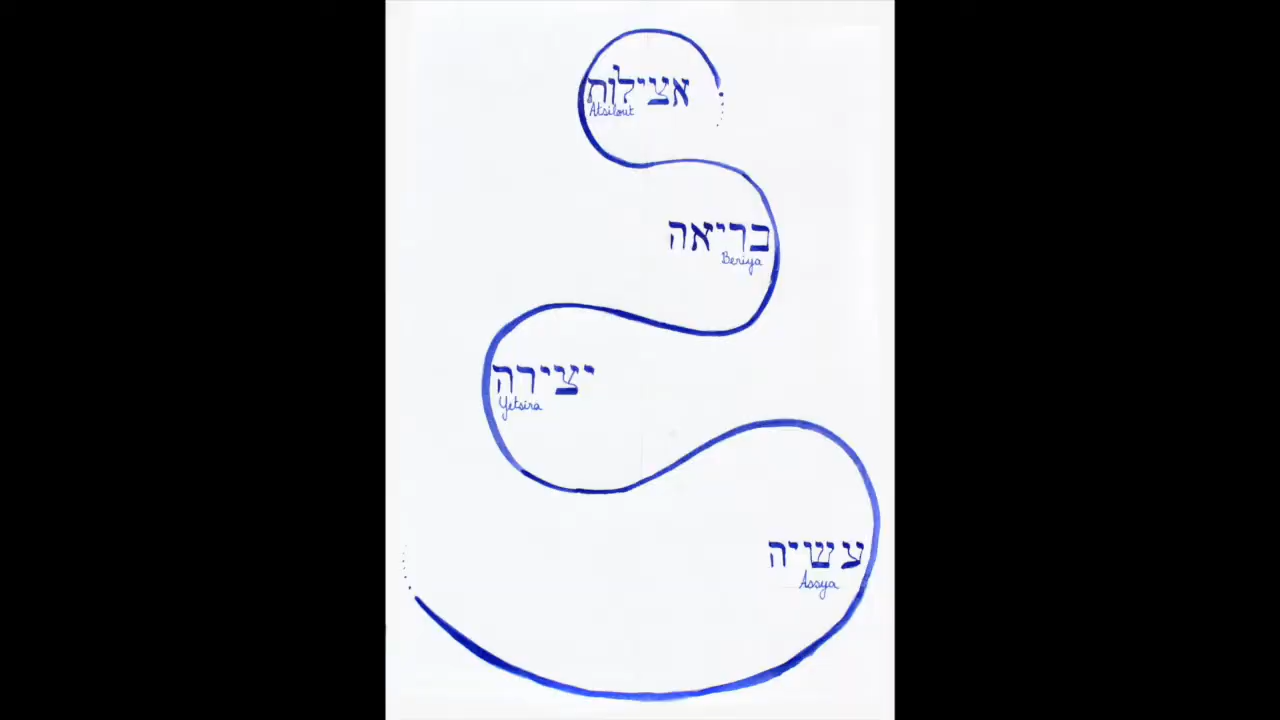 אצילות
Atsilout
בריאה
Beriya
יצירה
Yetsira
עשיה
Assya